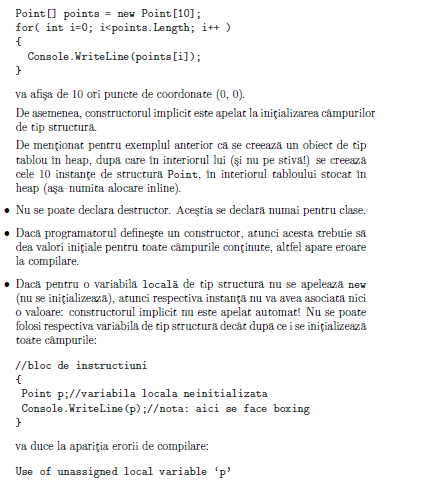 Point[] points = new Point[10];
for( int i=0; i<points.Length; i++ )
{
Console.WriteLine(points[i]);
}
va afişa de 10 ori puncte de coordonate (0, 0).
De asemenea, constructorul implicit este apelat la iniţializarea câmpurilor
de tip structură.
De menţionat pentru exemplul anterior că se creează un obiect de tip
tablou în heap, după care în interiorul lui (şi nu pe stivă!) se creează
cele 10 instanţe de structură Point, în interiorul tabloului stocat în
heap (aşa–numita alocare inline).
• Nu se poate declara destructor. Aceştia se declară numai pentru clase.
• Dacă programatorul defineşte un constructor, atunci acesta trebuie să
dea valori iniţiale pentru toate câmpurile conţinute, altfel apare eroare
la compilare.
• Dacă pentru o variabilă locală de tip structură nu se apelează new
(nu se iniţializează), atunci respectiva instanţă nu va avea asociată nici
o valoare: constructorul implicit nu este apelat automat! Nu se poate
folosi respectiva variabilă de tip structură decât după ce i se iniţializează
toate câmpurile:
//bloc de instructiuni
{
Point p;//variabila locala neinitializata
Console.WriteLine(p);//nota: aici se face boxing
}
va duce la apariţia erorii de compilare:
Use of unassigned local variable ‘p’